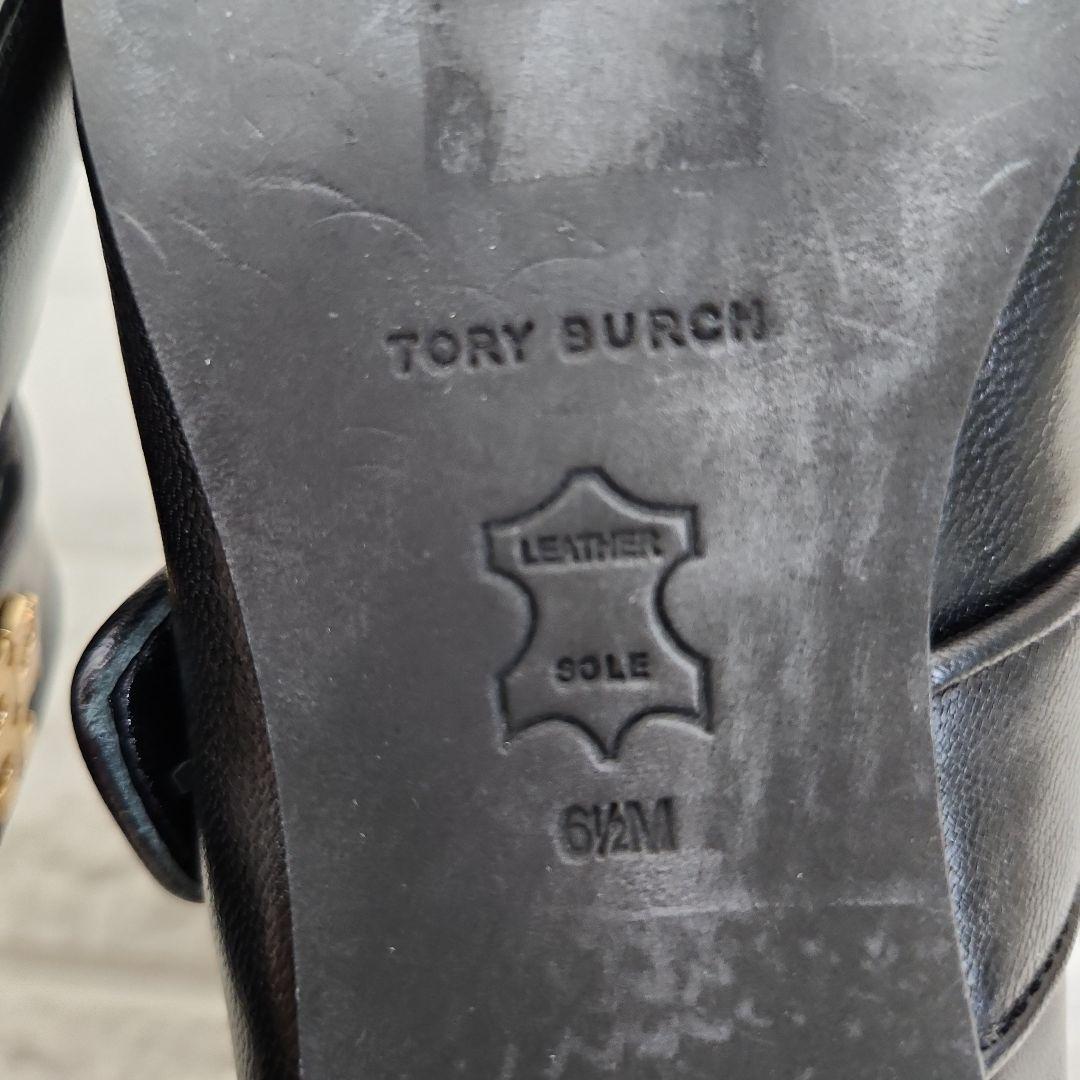 TORY BURCH
LEATHER
SOLE
6½M